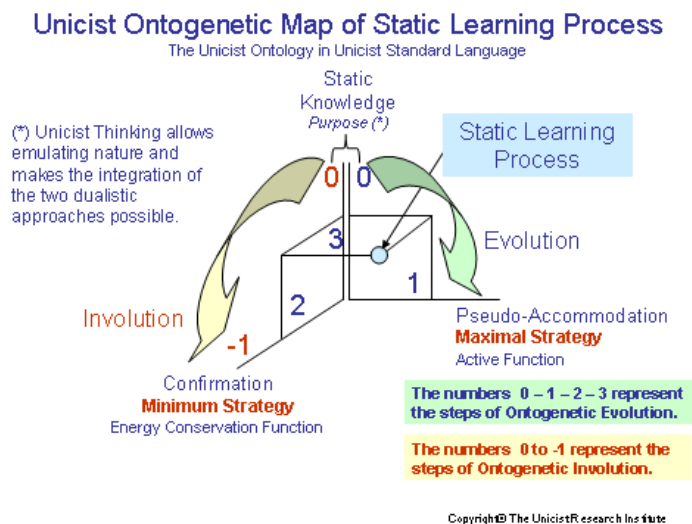 Unicist Ontogenetic Map of Static Learning Process
The Unicist Ontology in Unicist Standard Language
Static
Knowledge
Purpose (*)
(*) Unicist Thinking allows
emulating nature and
makes the integration of
the two dualistic
approaches possible.
Static Learning
Process
0 0
3
Evolution
1
2
Involution
-1
Pseudo-Accommodation
Maximal Strategy
Active Function
Confirmation
Minimum Strategy
Energy Conservation Function
The numbers 0 – 1 – 2 – 3 represent
the steps of Ontogenetic Evolution.
The numbers 0 to -1 represent the
steps of Ontogenetic Involution.
Copyright© The Unicist Research Institute